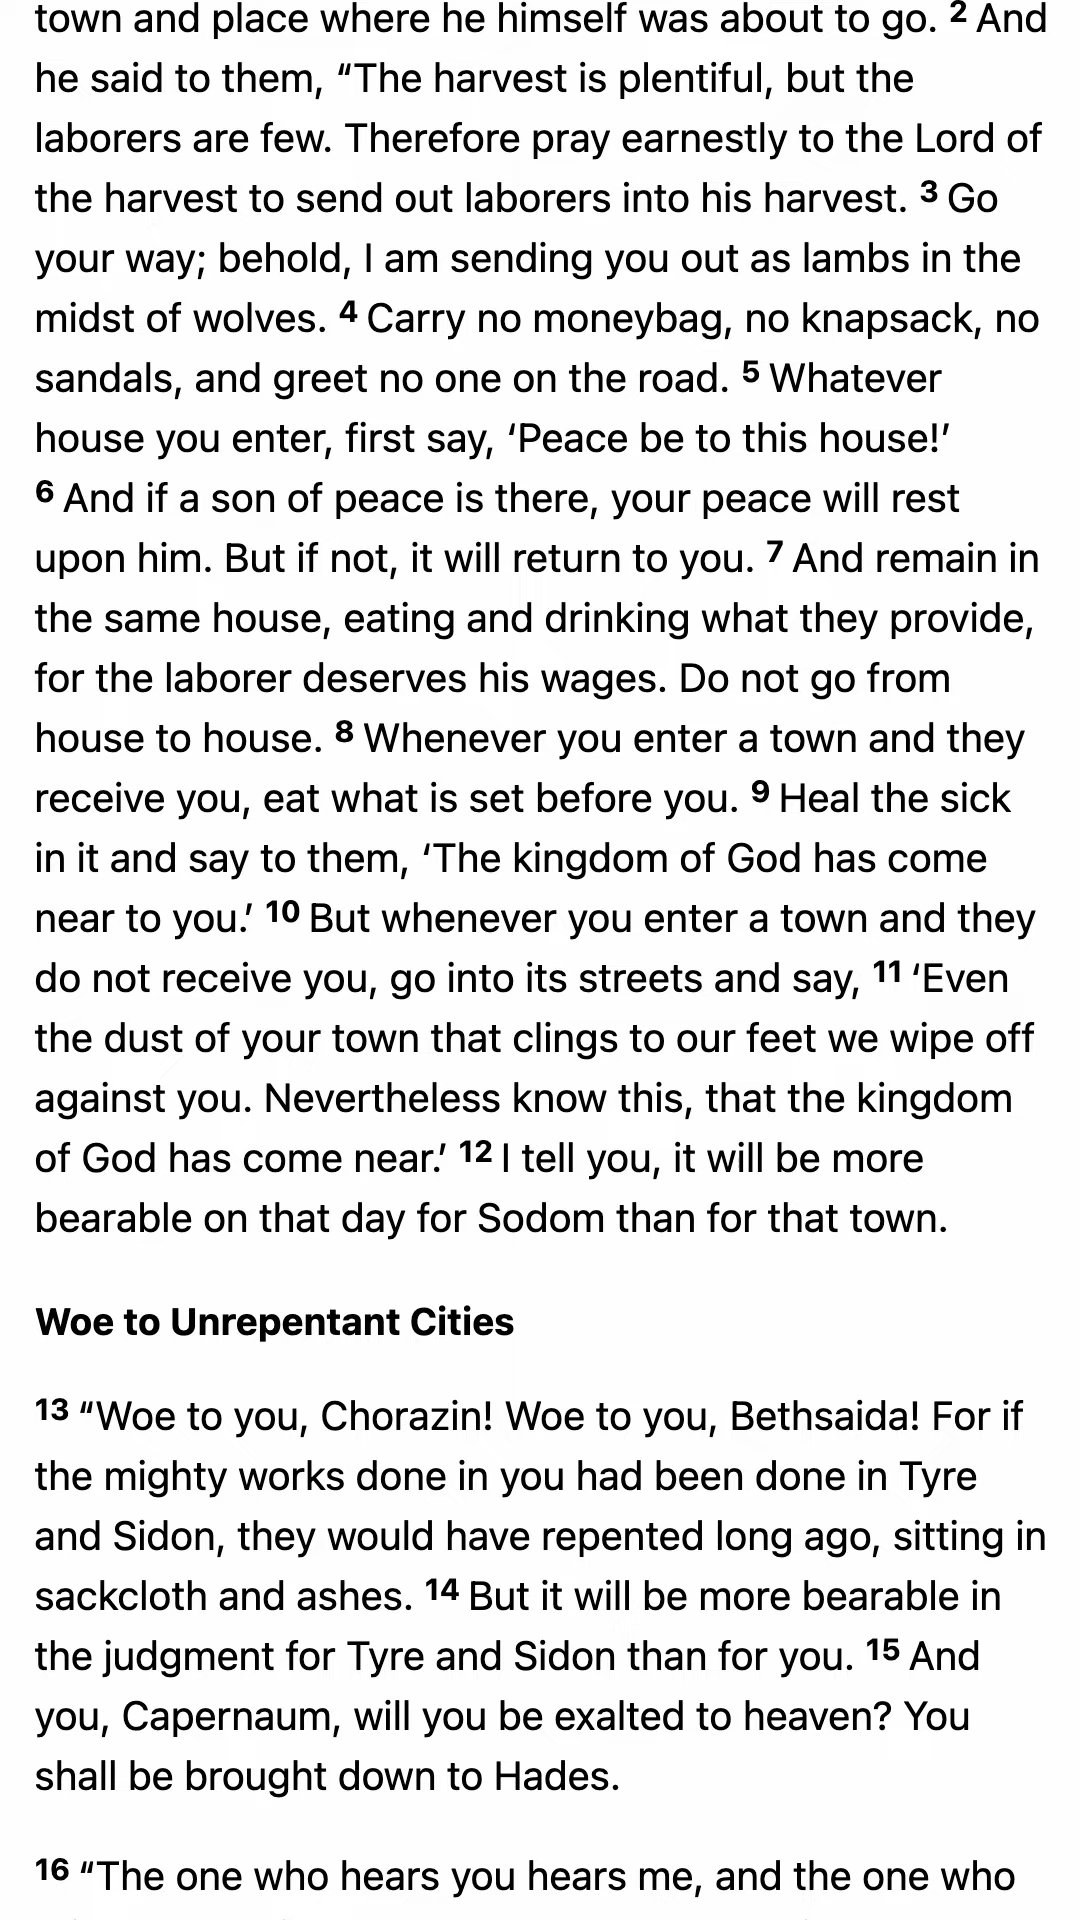 town and place where he himself was about to go. 2 And
he said to them, “The harvest is plentiful, but the
laborers are few. Therefore pray earnestly to the Lord of
the harvest to send out laborers into his harvest. 3 Go
your way; behold, I am sending you out as lambs in the
midst of wolves. 4 Carry no moneybag, no knapsack, no
sandals, and greet no one on the road. 5 Whatever
house you enter, first say, ‘Peace be to this house!’
6 And if a son of peace is there, your peace will rest
upon him. But if not, it will return to you. 7 And remain in
the same house, eating and drinking what they provide,
for the laborer deserves his wages. Do not go from
house to house. 8 Whenever you enter a town and they
receive you, eat what is set before you. 9 Heal the sick
in it and say to them, ‘The kingdom of God has come
near to you.’ 10 But whenever you enter a town and they
do not receive you, go into its streets and say, 11 ‘Even
the dust of your town that clings to our feet we wipe off
against you. Nevertheless know this, that the kingdom
of God has come near.’ 12 I tell you, it will be more
bearable on that day for Sodom than for that town.
Woe to Unrepentant Cities
13 “Woe to you, Chorazin! Woe to you, Bethsaida! For if
the mighty works done in you had been done in Tyre
and Sidon, they would have repented long ago, sitting in
sackcloth and ashes. 14 But it will be more bearable in
the judgment for Tyre and Sidon than for you. 15 And
you, Capernaum, will you be exalted to heaven? You
shall be brought down to Hades.
16 “The one who hears you hears me, and the one who